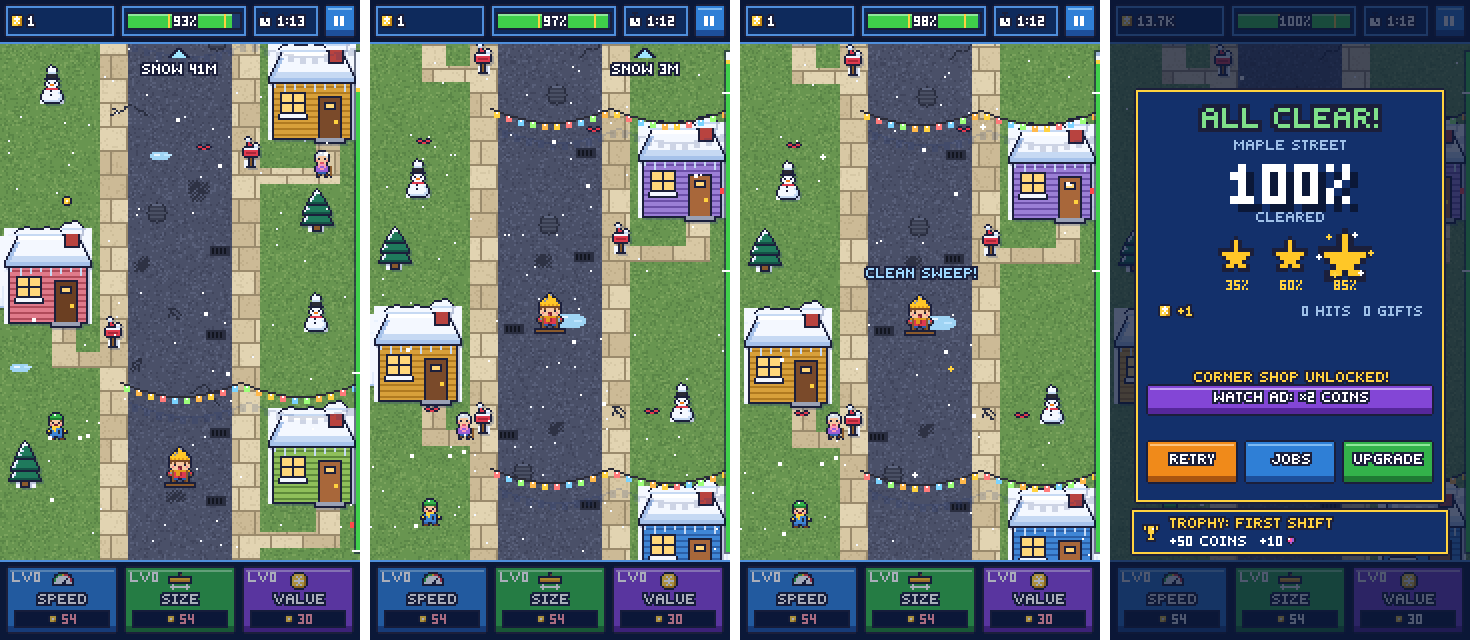 1
93%
1:13
SNOW 41M
LV0
SPEED
54
LV0
SIZE
54
LV0
VALUE
30
1
97%
1:12
SNOW 3M
LV0
SPEED
54
LV0
SIZE
54
LV0
VALUE
30
1
98%
1:12
CLEAN SWEEP!
LV0
SPEED
54
LV0
SIZE
54
LV0
VALUE
30
13.7K
100%
1:12
ALL CLEAR!
MAPLE STREET
100%
CLEARED
35% 60% 85%
+1 0 HITS 0 GIFTS
CORNER SHOP UNLOCKED!
WATCH AD: x2 COINS
RETRY JOBS UPGRADE
TROPHY: FIRST SHIFT
+50 COINS +10
LV0
SPEED
54
LV0
SIZE
54
LV0
VALUE
30